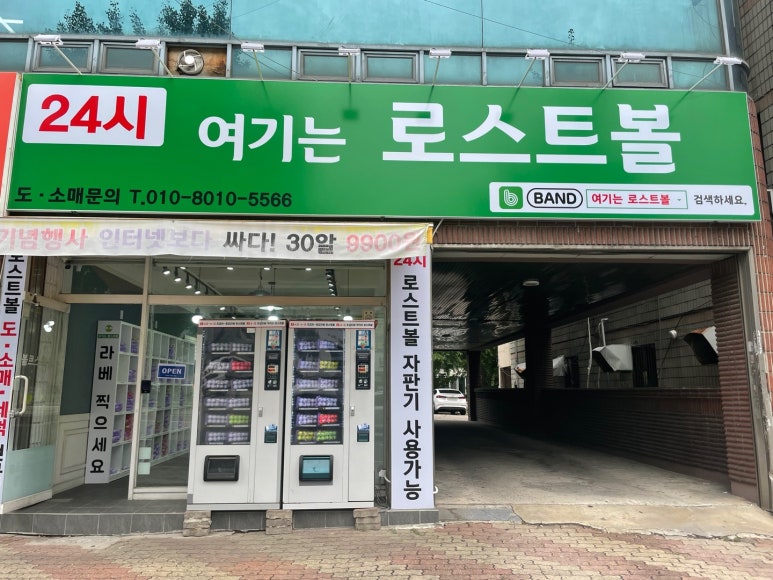 24시 여기는 로스트볼
도·소매문의 T.010-8010-5566
BAND 여기는 로스트볼 검색하세요.
기념행사 인터넷보다 싸다! 30알 9900원
24시 로스트볼 자판기 사용가능
로스트볼 도·소매·
라베 찍으세요
OPEN